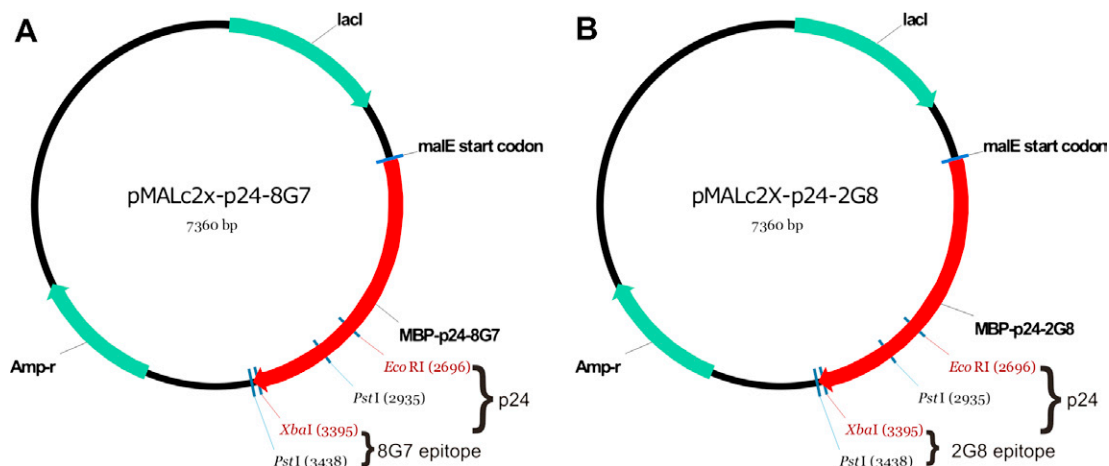 A
lacI
malE start codon
pMALc2x-p24-8G7
7360 bp
MBP-p24-8G7
EcoRI (2696)
PstI (2935)
p24
XbaI (3395)
8G7 epitope
PstI (3438)
Amp-r
B
lacI
malE start codon
pMALc2X-p24-2G8
7360 bp
MBP-p24-2G8
EcoRI (2696)
PstI (2935)
p24
XbaI (3395)
2G8 epitope
PstI (3438)
Amp-r